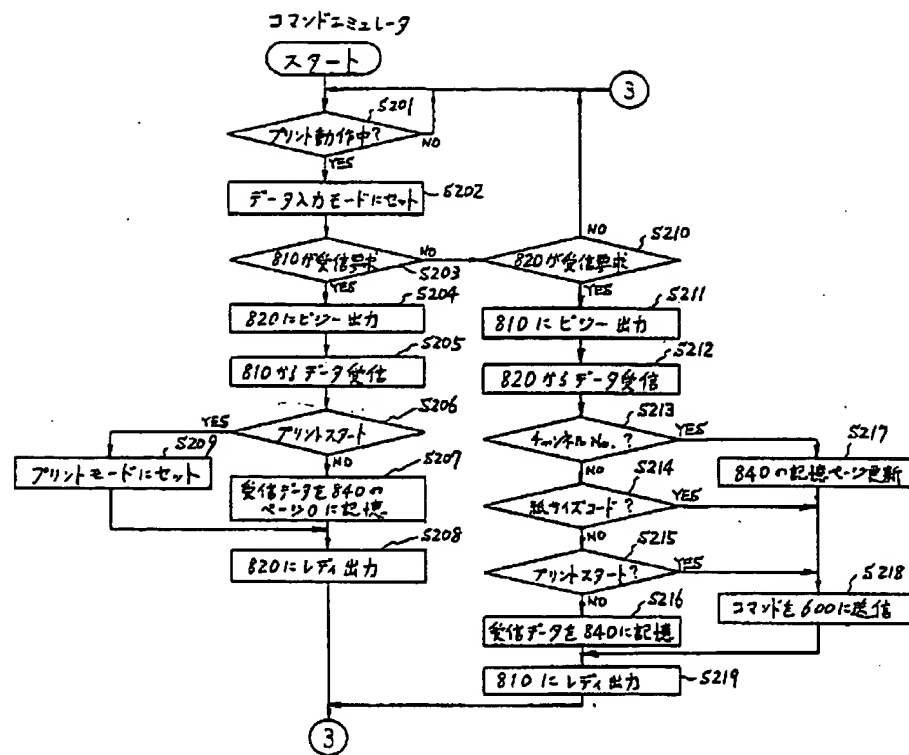 コマンドエミュレータ
スタート
3
S201
プリント動作中?
NO
YES
S202
データ入力モードにセット
S203
810が受信要求
NO
YES
S210
820が受信要求
NO
YES
S204
820にビジー出力
S211
810にビジー出力
S205
810からデータ受信
S212
820からデータ受信
S206
プリントスタート
YES
NO
S213
チャンネルNo.?
YES
NO
S209
プリントモードにセット
S207
受信データを840の
ページ0に記憶
S214
紙サイズコード?
YES
NO
S217
840の記憶ページ更新
S208
820にレディ出力
S215
プリントスタート?
YES
NO
S218
コマンドを600に送信
S216
受信データを840に記憶
S219
810にレディ出力
3